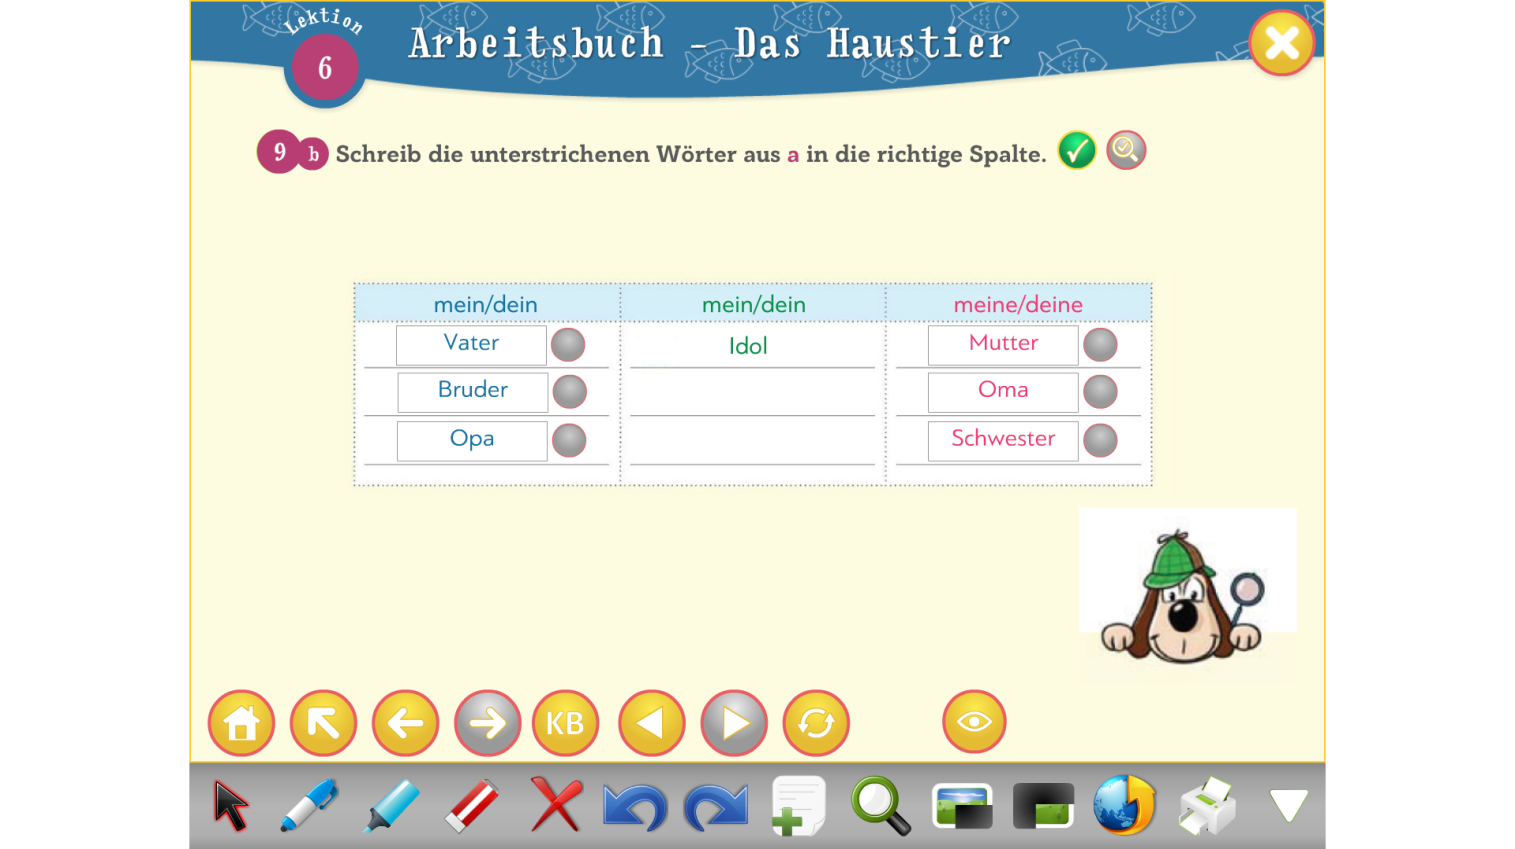 Lektion
6
Arbeitsbuch - Das Haustier
9 b Schreib die unterstrichenen Wörter aus a in die richtige Spalte.
mein/dein mein/dein meine/deine
Vater Idol Mutter
Bruder Oma
Opa Schwester
KB